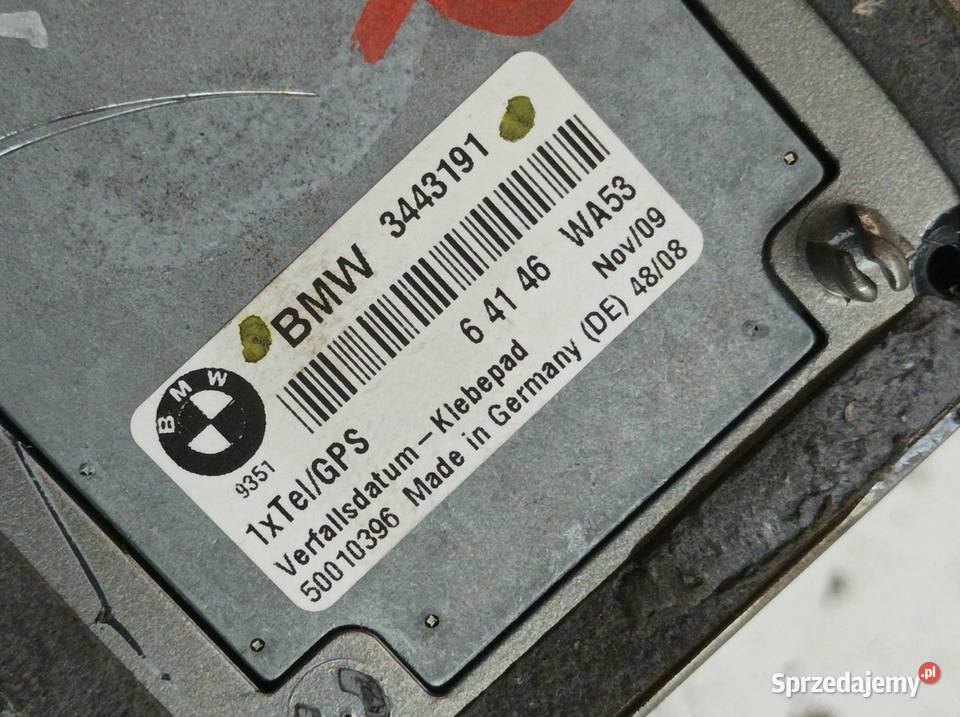 BMW 3443191
6 41 46 WA53
BMW
9351
1xTel/GPS
Nov/09
Verfallsdatum – Klebepad
50010396 Made in Germany (DE) 48/08
Sprzedajemy.pl